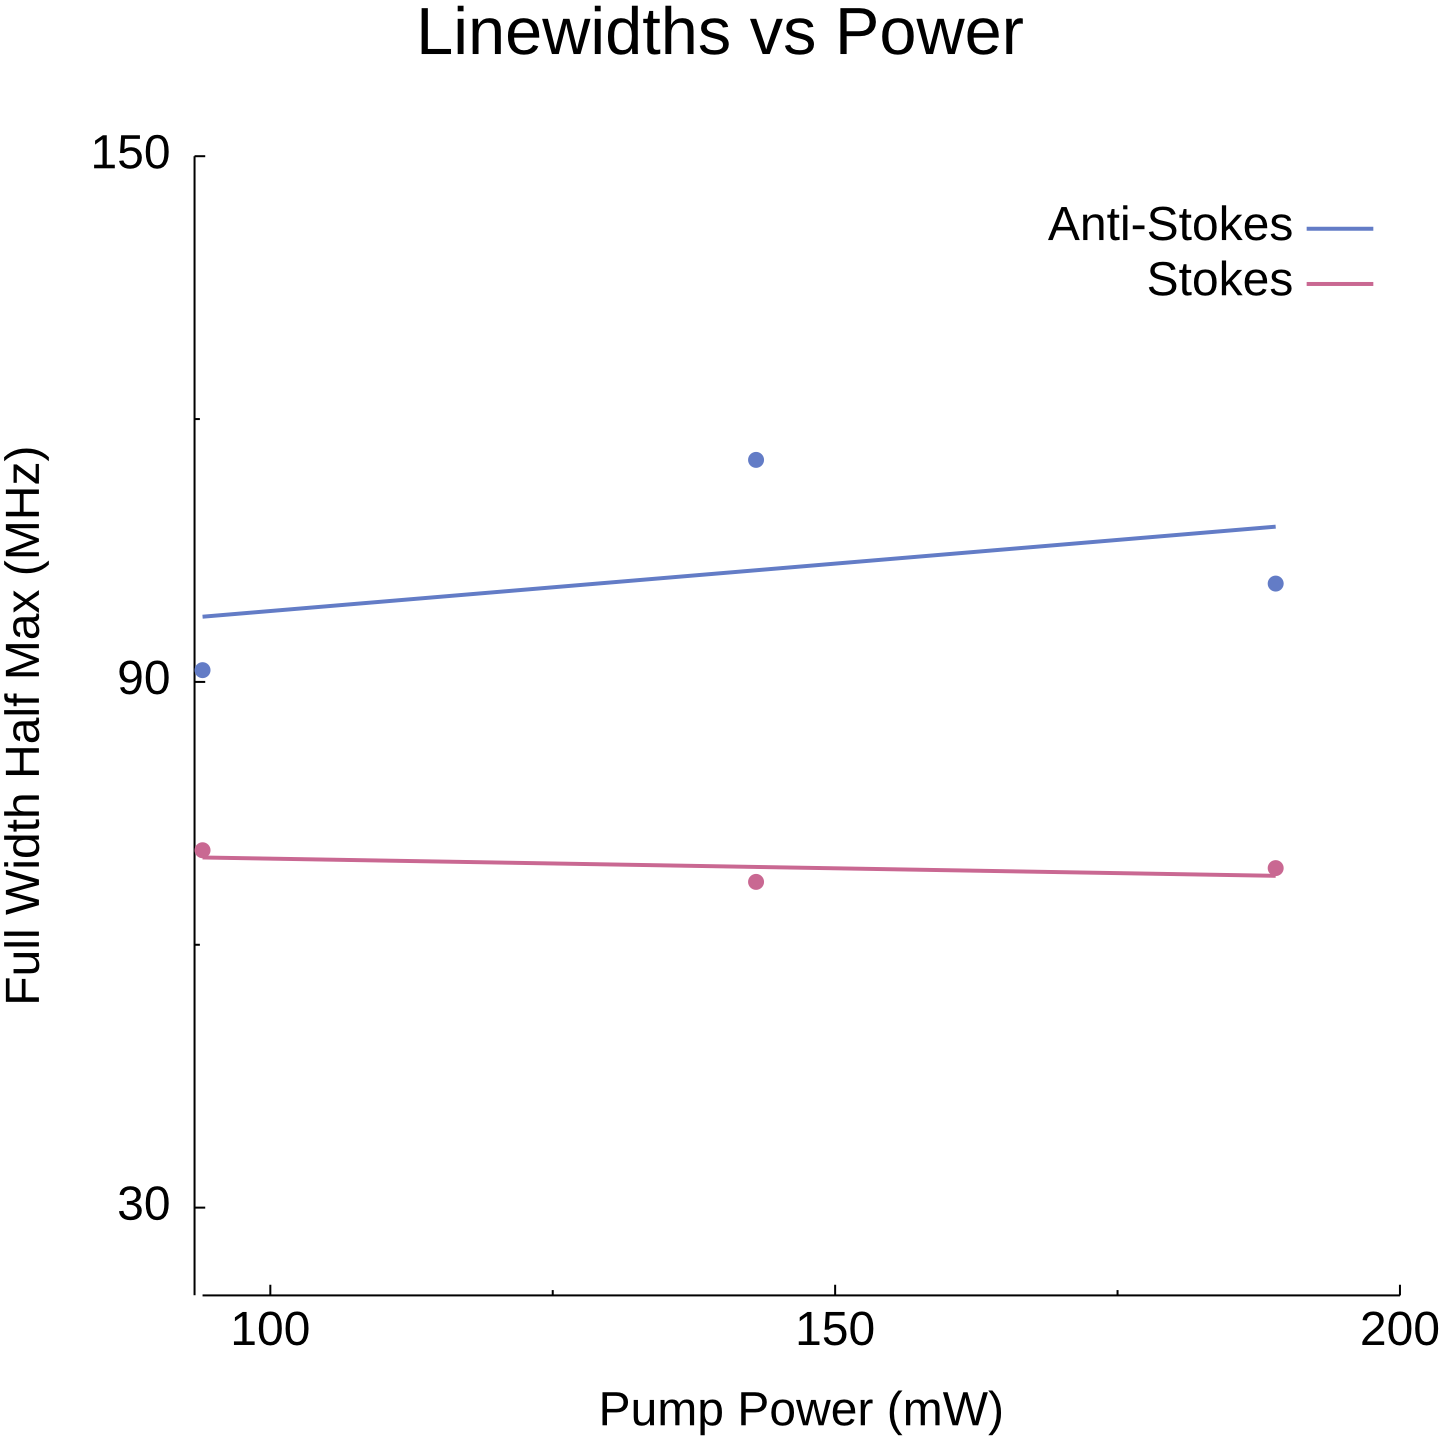 Linewidths vs Power
150
Anti-Stokes
Stokes
90
30
Full Width Half Max (MHz)
100 150 200
Pump Power (mW)